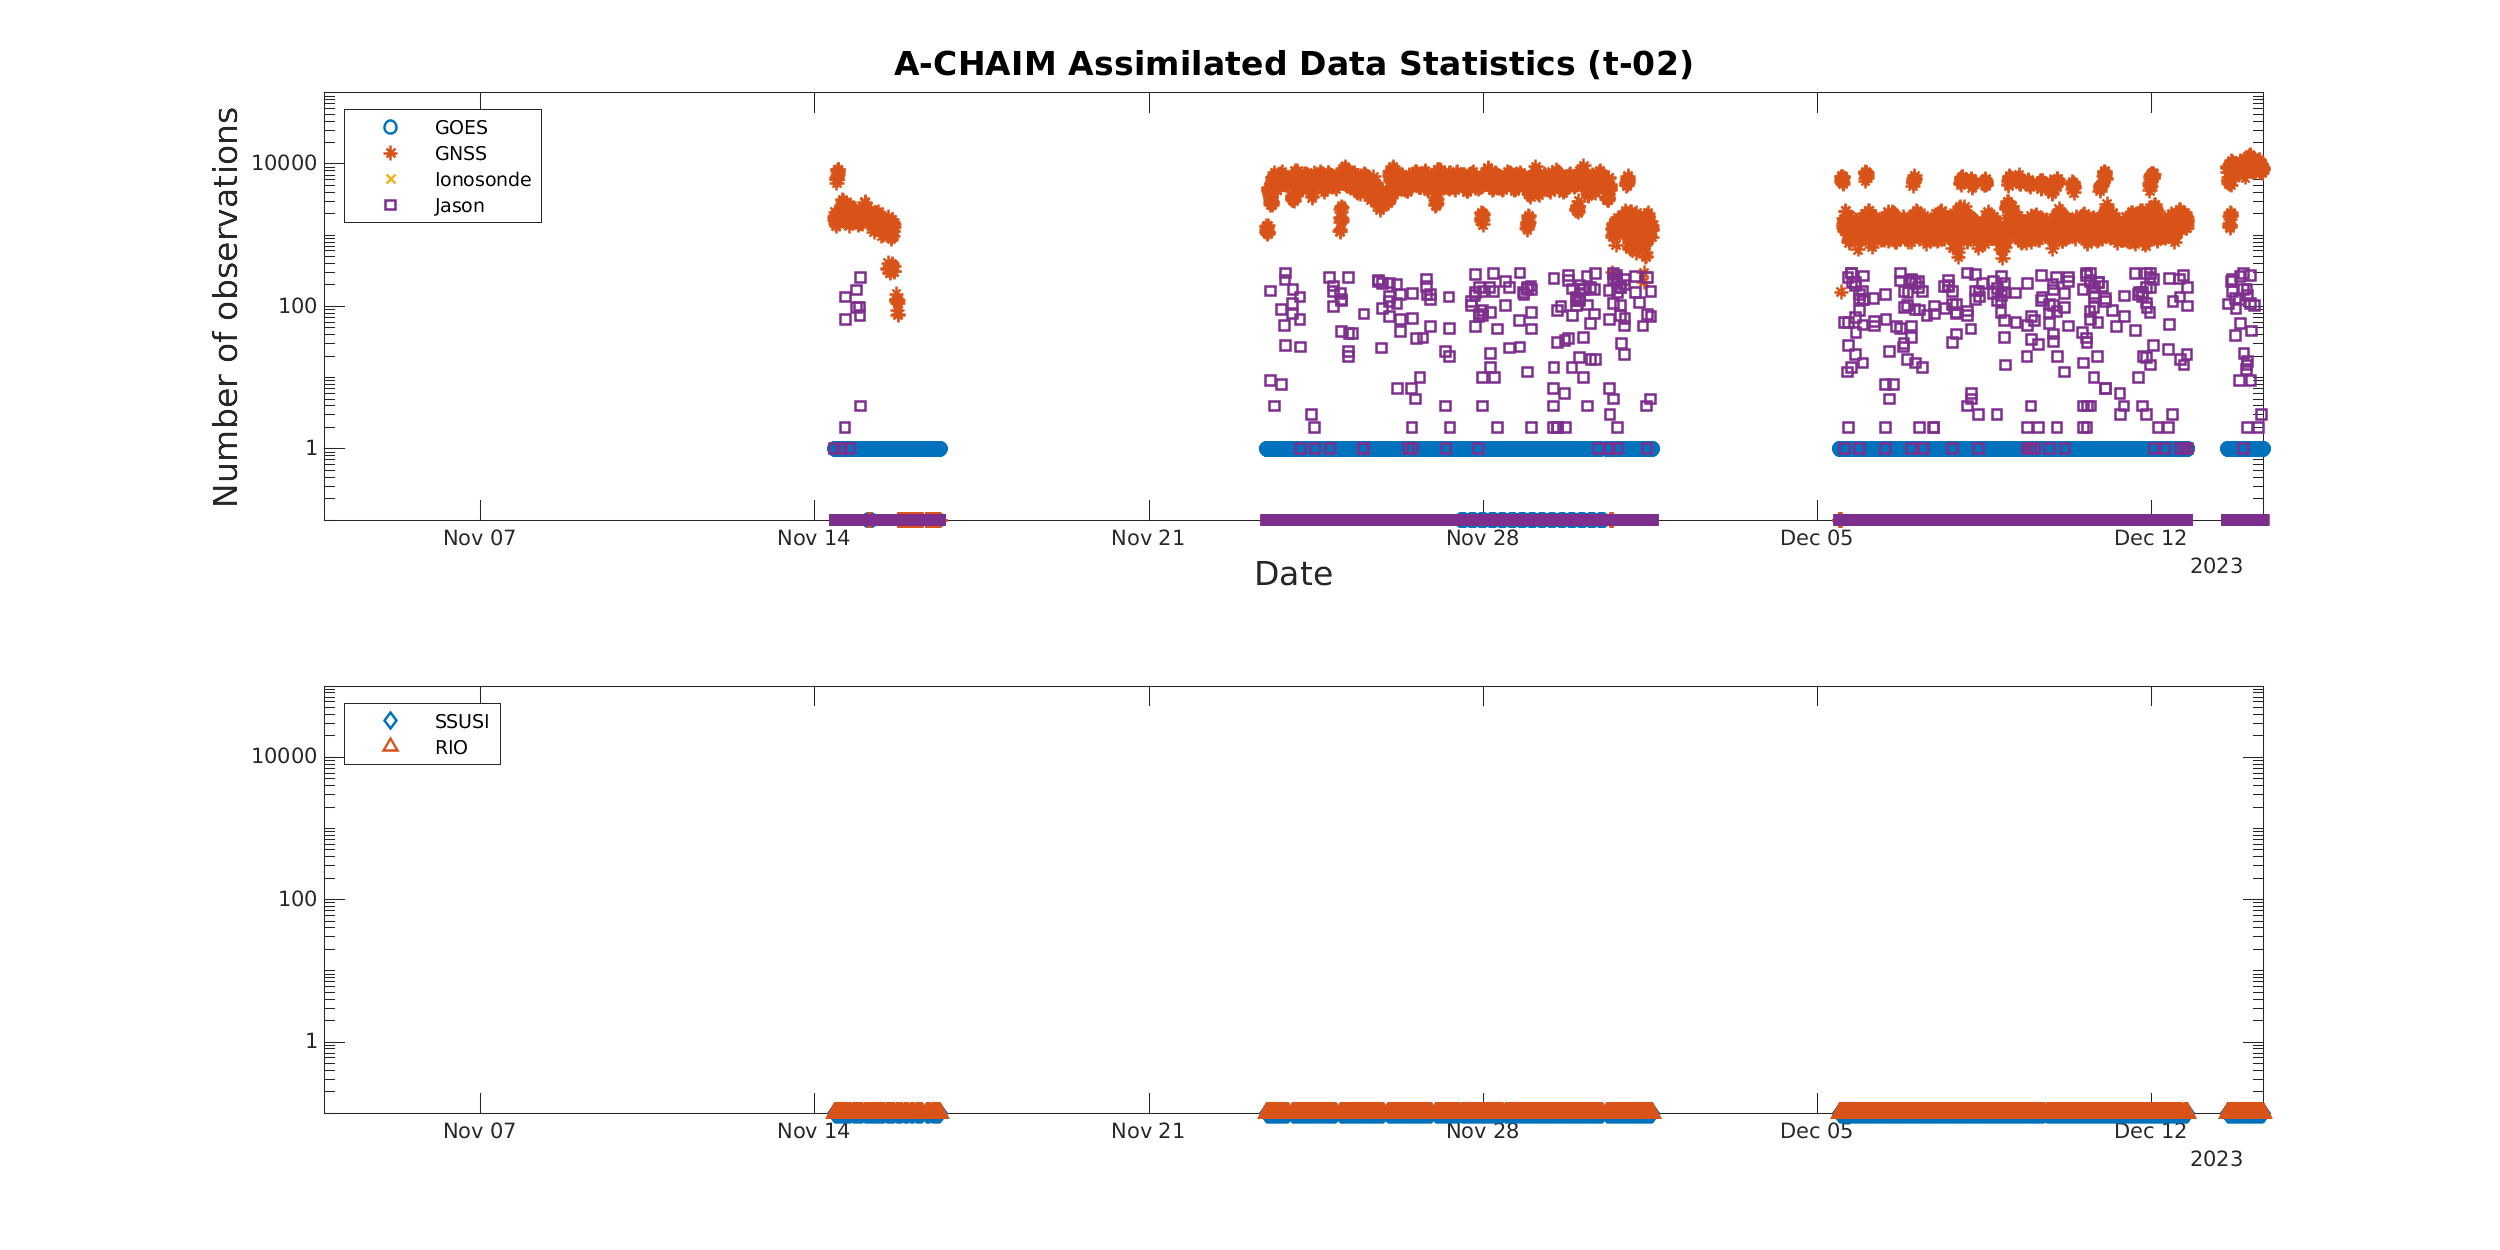 A-CHAIM Assimilated Data Statistics (t-02)
Number of observations
10000
100
1
GOES
GNSS
Ionosonde
Jason
Nov 07 Nov 14 Nov 21 Nov 28 Dec 05 Dec 12
2023
Date
10000
100
1
SSUSI
RIO
Nov 07 Nov 14 Nov 21 Nov 28 Dec 05 Dec 12
2023